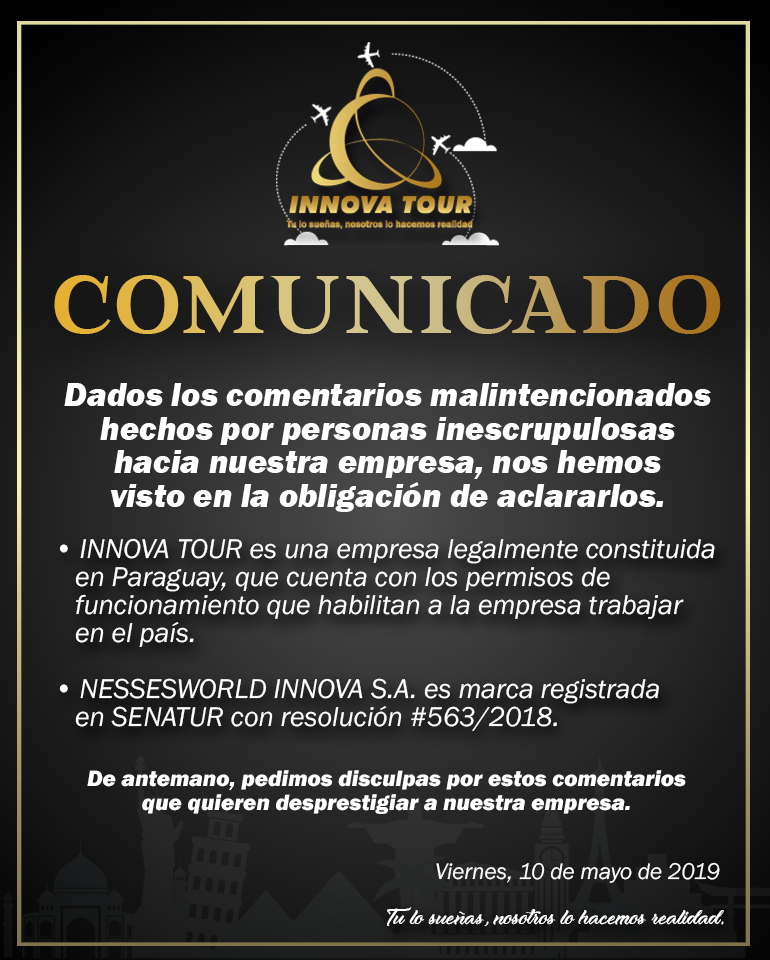 INNOVA TOUR
Tu lo sueñas, nosotros lo hacemos realidad
COMUNICADO
Dados los comentarios malintencionados
hechos por personas inescrupulosas
hacia nuestra empresa, nos hemos
visto en la obligación de aclararlos.
• INNOVA TOUR es una empresa legalmente constituida
en Paraguay, que cuenta con los permisos de
funcionamiento que habilitan a la empresa trabajar
en el país.
• NESSESWORLD INNOVA S.A. es marca registrada
en SENATUR con resolución #563/2018.
De antemano, pedimos disculpas por estos comentarios
que quieren desprestigiar a nuestra empresa.
Viernes, 10 de mayo de 2019
Tu lo sueñas, nosotros lo hacemos realidad.